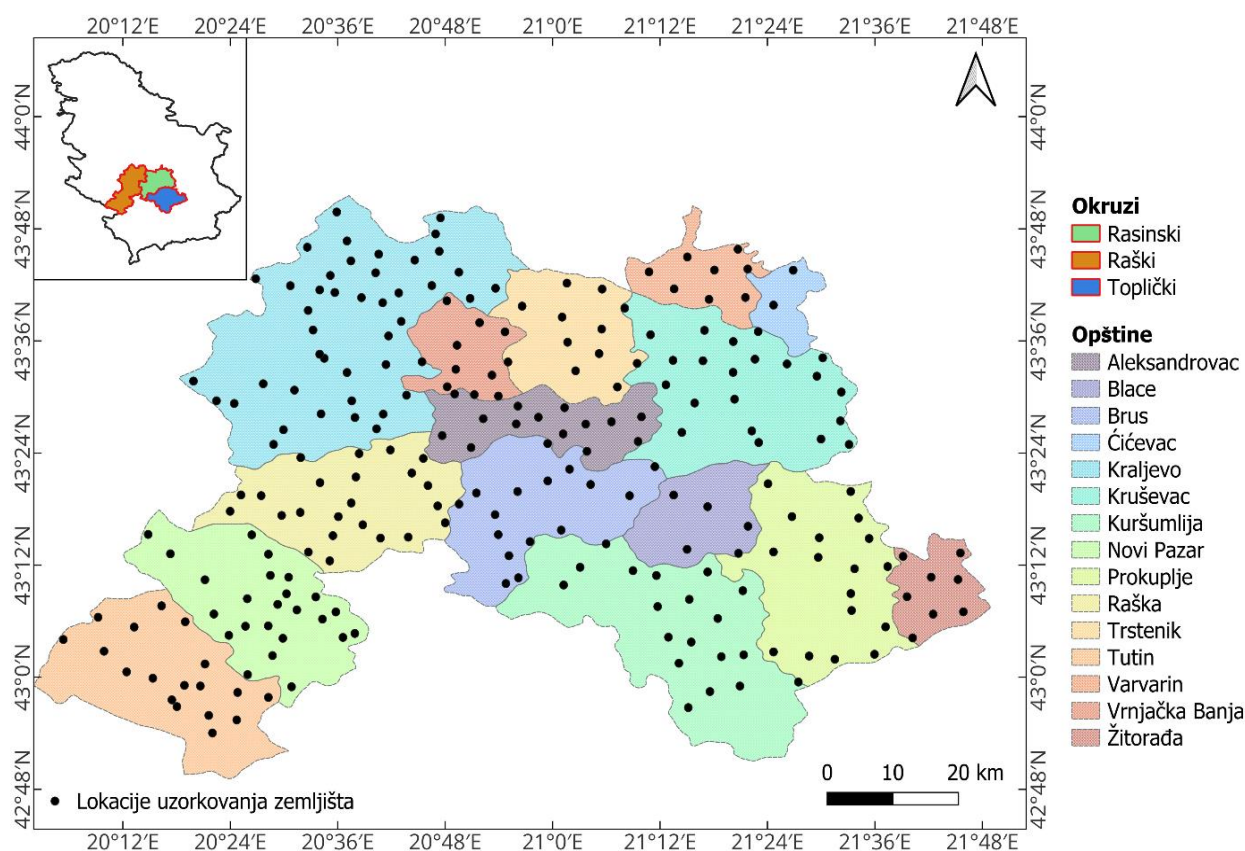 20°12′E 20°24′E 20°36′E 20°48′E 21°0′E 21°12′E 21°24′E 21°36′E 21°48′E
44°0′N
43°48′N
43°36′N
43°24′N
43°12′N
43°0′N
42°48′N
44°0′N
43°48′N
43°36′N
43°24′N
43°12′N
43°0′N
42°48′N
Okruzi
Rasinski
Raški
Toplički
Opštine
Aleksandrovac
Blace
Brus
Ćićevac
Kraljevo
Kruševac
Kuršumlija
Novi Pazar
Prokuplje
Raška
Trstenik
Tutin
Varvarin
Vrnjačka Banja
Žitorađa
Lokacije uzorkovanja zemljišta
0 10 20 km
20°12′E 20°24′E 20°36′E 20°48′E 21°0′E 21°12′E 21°24′E 21°36′E 21°48′E